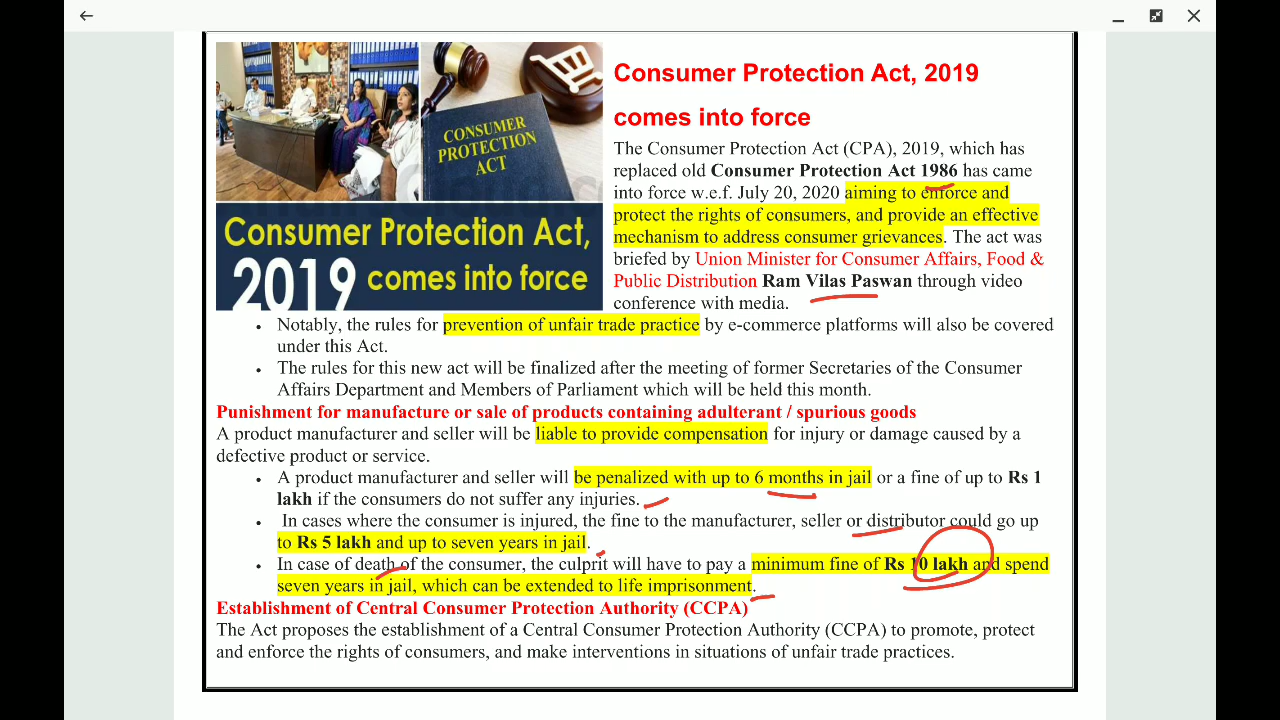 CONSUMER
PROTECTION
ACT
Consumer Protection Act,
2019 comes into force
Consumer Protection Act, 2019
comes into force
The Consumer Protection Act (CPA), 2019, which has
replaced old Consumer Protection Act 1986 has came
into force w.e.f. July 20, 2020 aiming to enforce and
protect the rights of consumers, and provide an effective
mechanism to address consumer grievances. The act was
briefed by Union Minister for Consumer Affairs, Food &
Public Distribution Ram Vilas Paswan through video
conference with media.
• Notably, the rules for prevention of unfair trade practice by e-commerce platforms will also be covered
under this Act.
• The rules for this new act will be finalized after the meeting of former Secretaries of the Consumer
Affairs Department and Members of Parliament which will be held this month.
Punishment for manufacture or sale of products containing adulterant / spurious goods
A product manufacturer and seller will be liable to provide compensation for injury or damage caused by a
defective product or service.
• A product manufacturer and seller will be penalized with up to 6 months in jail or a fine of up to Rs 1
lakh if the consumers do not suffer any injuries.
• In cases where the consumer is injured, the fine to the manufacturer, seller or distributor could go up
to Rs 5 lakh and up to seven years in jail.
• In case of death of the consumer, the culprit will have to pay a minimum fine of Rs 10 lakh and spend
seven years in jail, which can be extended to life imprisonment.
Establishment of Central Consumer Protection Authority (CCPA)
The Act proposes the establishment of a Central Consumer Protection Authority (CCPA) to promote, protect
and enforce the rights of consumers, and make interventions in situations of unfair trade practices.